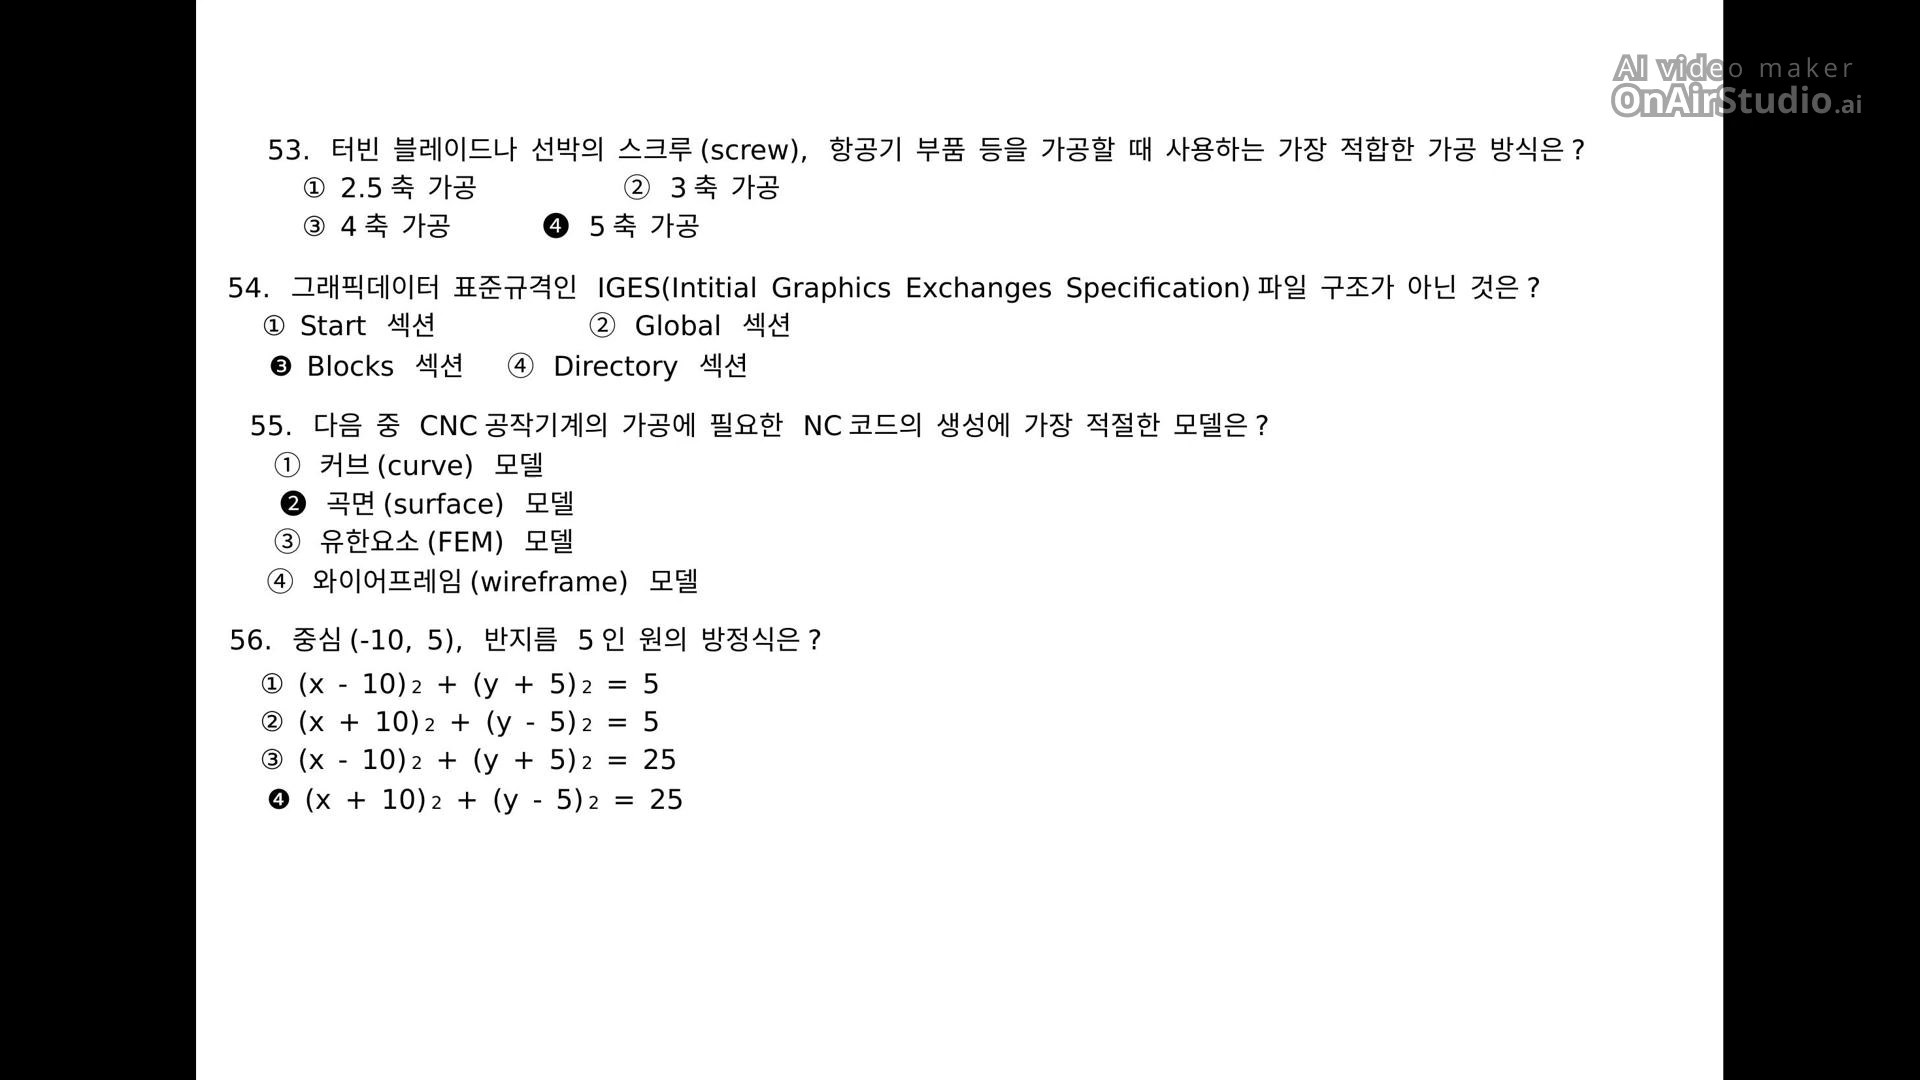 AI video maker
OnAirStudio.ai
53. 터빈 블레이드나 선박의 스크루(screw), 항공기 부품 등을 가공할 때 사용하는 가장 적합한 가공 방식은?
① 2.5축 가공 ② 3축 가공
③ 4축 가공 ❹ 5축 가공
54. 그래픽데이터 표준규격인 IGES(Intitial Graphics Exchanges Specification)파일 구조가 아닌 것은?
① Start 섹션 ② Global 섹션
❸ Blocks 섹션 ④ Directory 섹션
55. 다음 중 CNC공작기계의 가공에 필요한 NC코드의 생성에 가장 적절한 모델은?
① 커브(curve) 모델
❷ 곡면(surface) 모델
③ 유한요소(FEM) 모델
④ 와이어프레임(wireframe) 모델
56. 중심(-10, 5), 반지름 5인 원의 방정식은?
① (x - 10)2 + (y + 5)2 = 5
② (x + 10)2 + (y - 5)2 = 5
③ (x - 10)2 + (y + 5)2 = 25
❹ (x + 10)2 + (y - 5)2 = 25